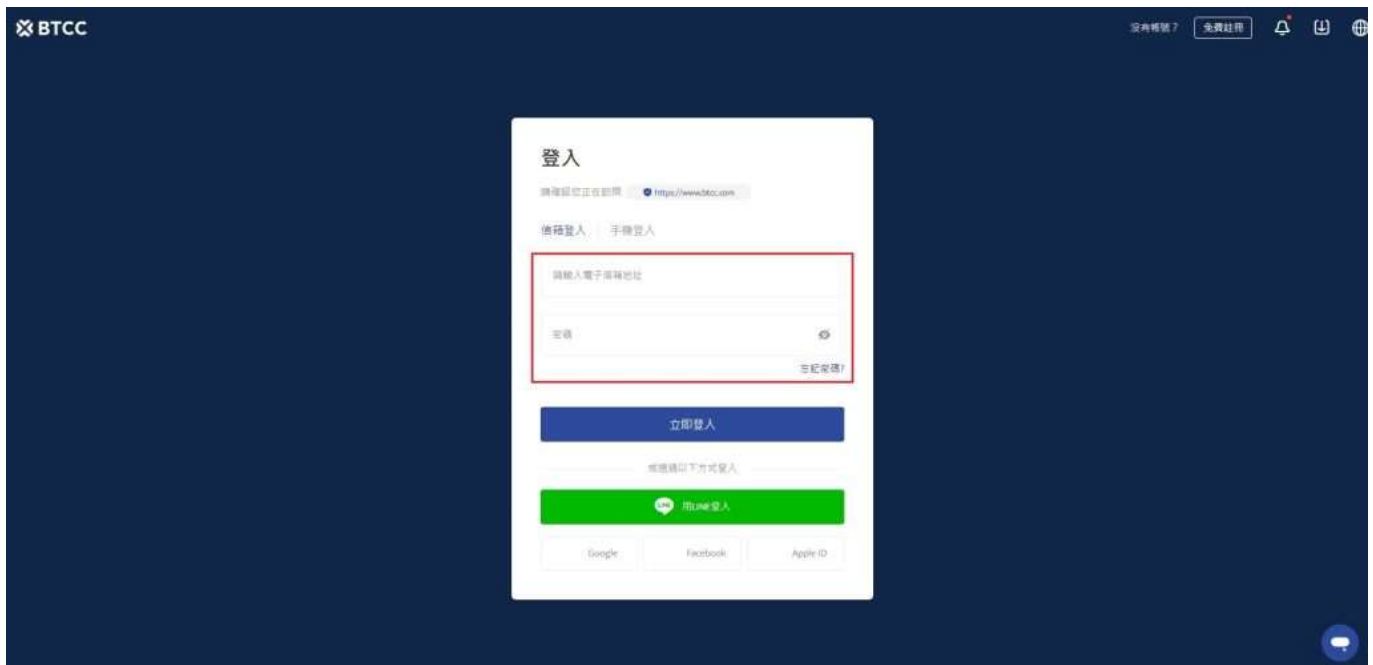 BTCC
沒有帳號？ 免費註冊
登入
請確認您正在訪問 https://www.btcc.com
信箱登入 手機登入
請輸入電子信箱地址
密碼
忘記密碼?
立即登入
或透過以下方式登入
LINE 用LINE登入
Google Facebook Apple ID